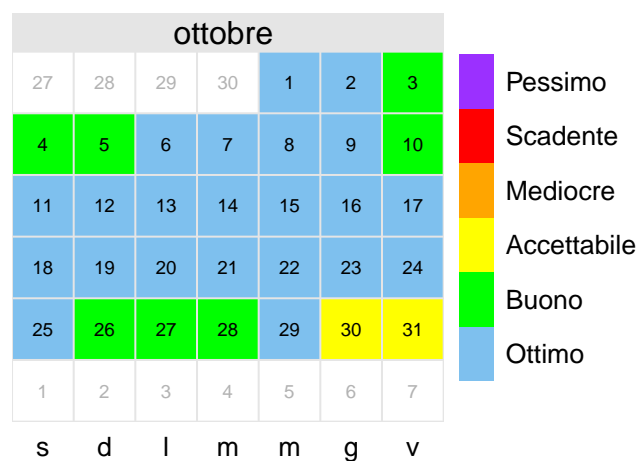 ottobre
27 28 29 30 1 2 3
4 5 6 7 8 9 10
11 12 13 14 15 16 17
18 19 20 21 22 23 24
25 26 27 28 29 30 31
1 2 3 4 5 6 7
s d l m m g v
Pessimo
Scadente
Mediocre
Accettabile
Buono
Ottimo